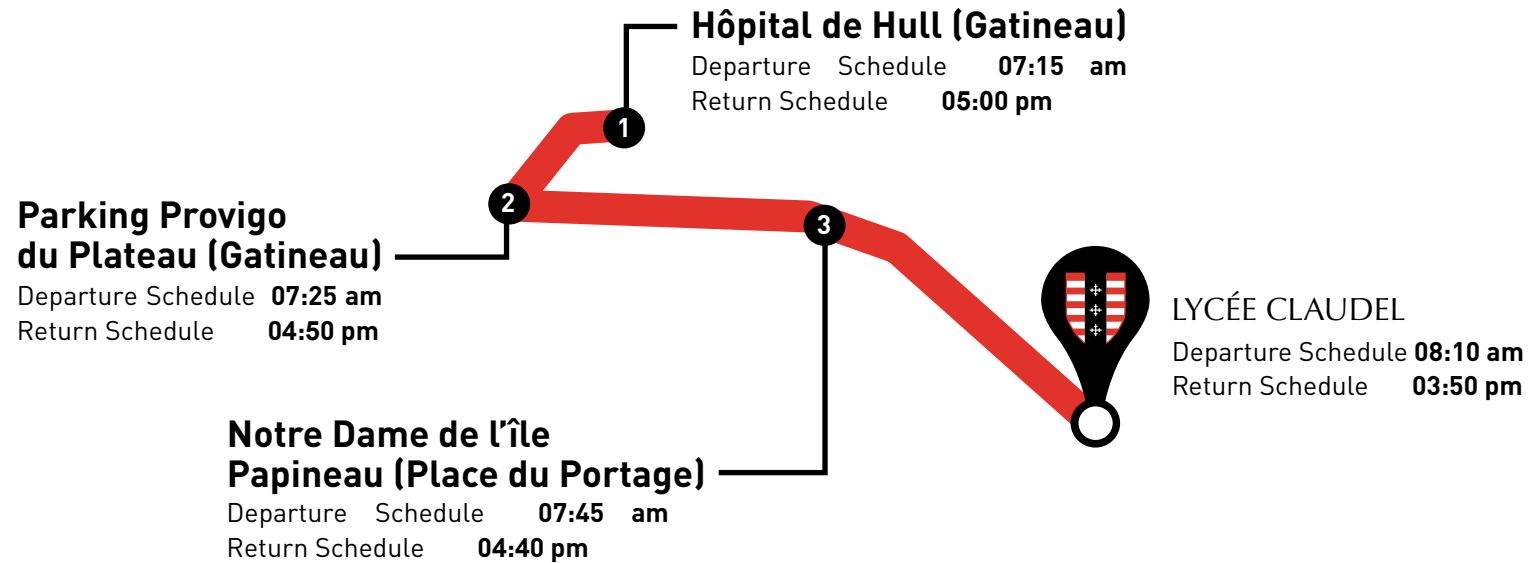 Hôpital de Hull (Gatineau)
Departure Schedule 07:15 am
Return Schedule 05:00 pm
1
2
3
Parking Provigo
du Plateau (Gatineau)
Departure Schedule 07:25 am
Return Schedule 04:50 pm
LYCÉE CLAUDEL
Departure Schedule 08:10 am
Return Schedule 03:50 pm
Notre Dame de l’île
Papineau (Place du Portage)
Departure Schedule 07:45 am
Return Schedule 04:40 pm